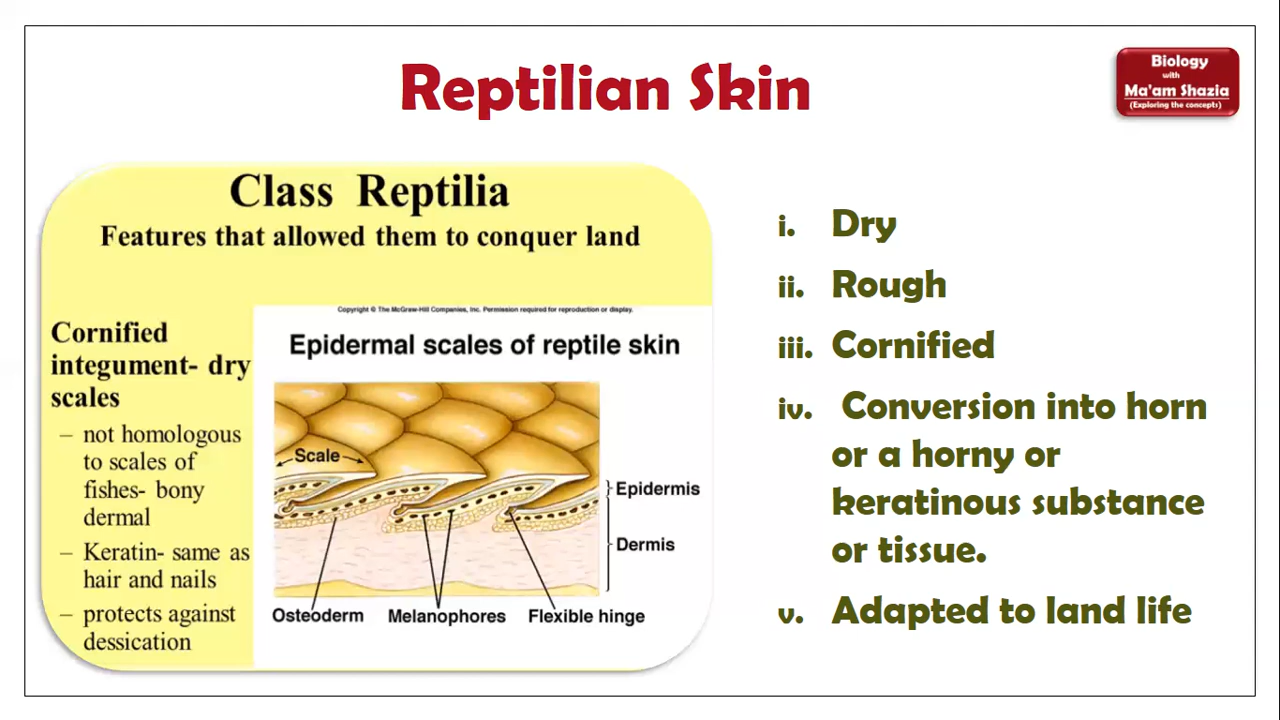 Reptilian Skin
Biology
with
Ma'am Shazia
(Exploring the concepts)
Class Reptilia
Features that allowed them to conquer land
Cornified
integument- dry
scales
– not homologous
to scales of
fishes- bony
dermal
– Keratin- same as
hair and nails
– protects against
dessication
Copyright © The McGraw-Hill Companies, Inc. Permission required for reproduction or display.
Epidermal scales of reptile skin
Scale
Epidermis
Dermis
Osteoderm
Melanophores
Flexible hinge
i. Dry
ii. Rough
iii. Cornified
iv. Conversion into horn
or a horny or
keratinous substance
or tissue.
v. Adapted to land life